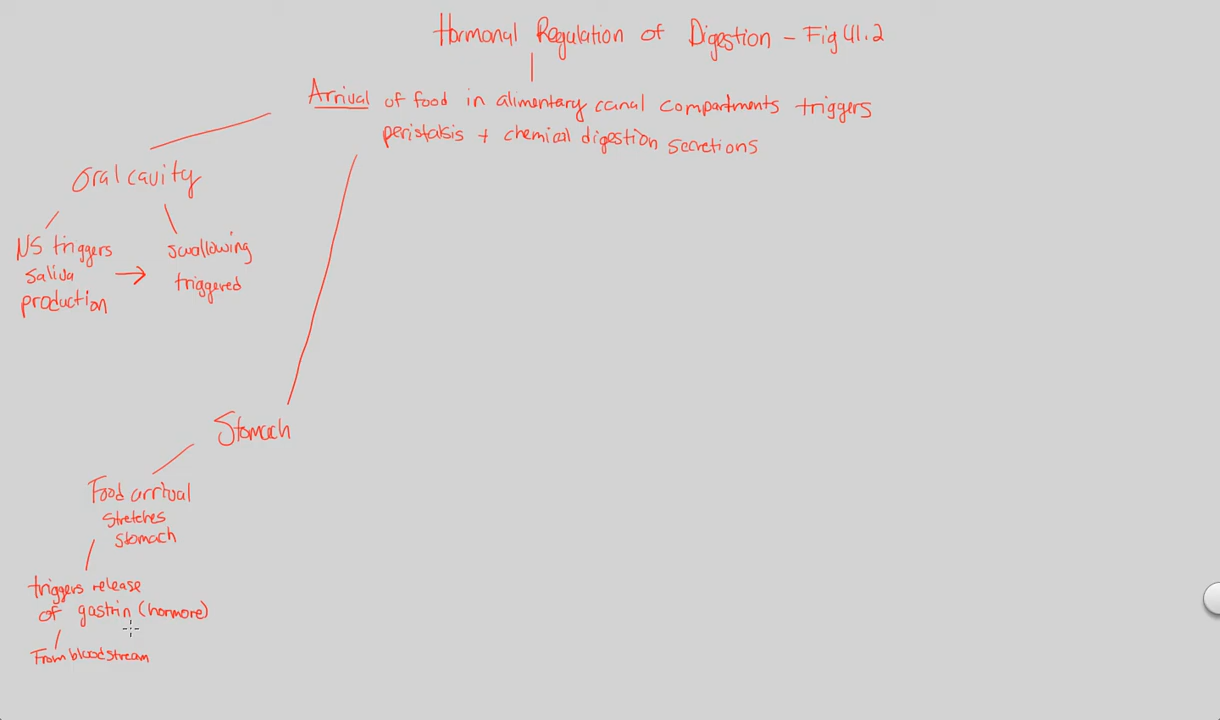 Hormonal Regulation of Digestion – Fig 41.2
Arrival of food in alimentary canal compartments triggers
peristalsis + chemical digestion secretions
Oral cavity
NS triggers
saliva
production
→
swallowing
triggered
Stomach
Food arrival
stretches
stomach
triggers release
of gastrin (hormone)
From bloodstream